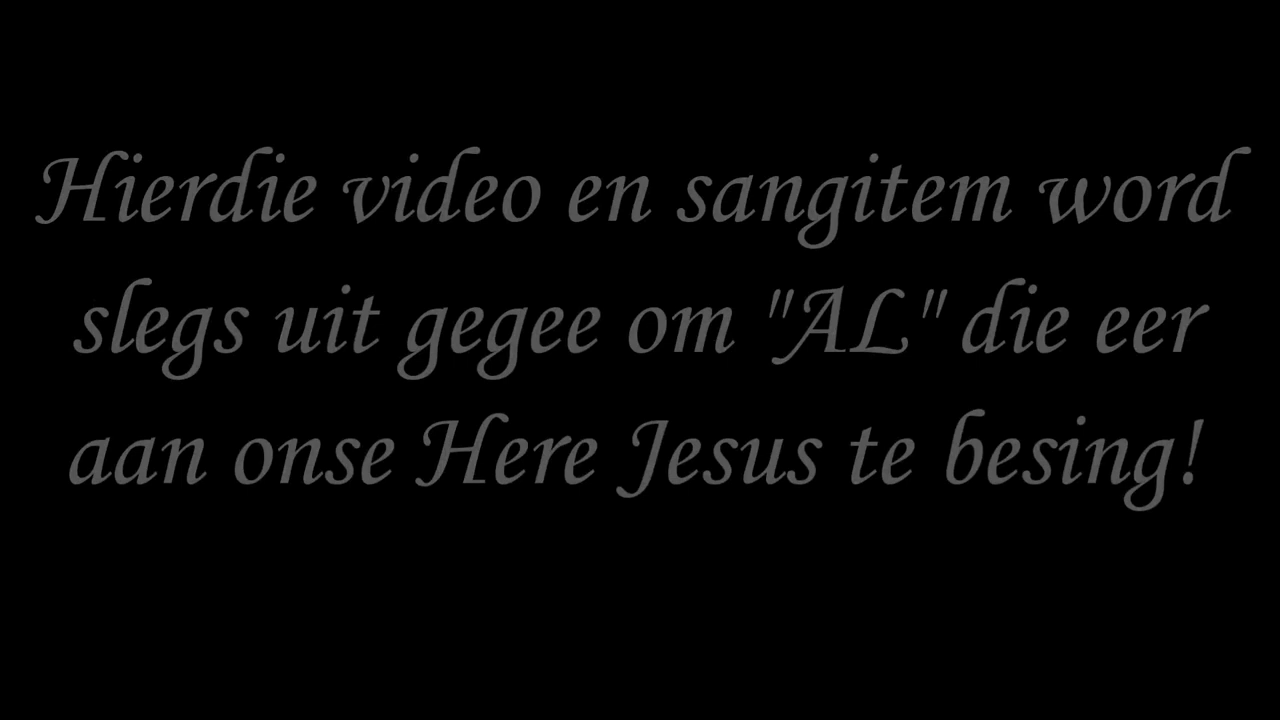 Hierdie video en sangitem word
slegs uit gegee om "AL" die eer
aan onse Here Jesus te besing!